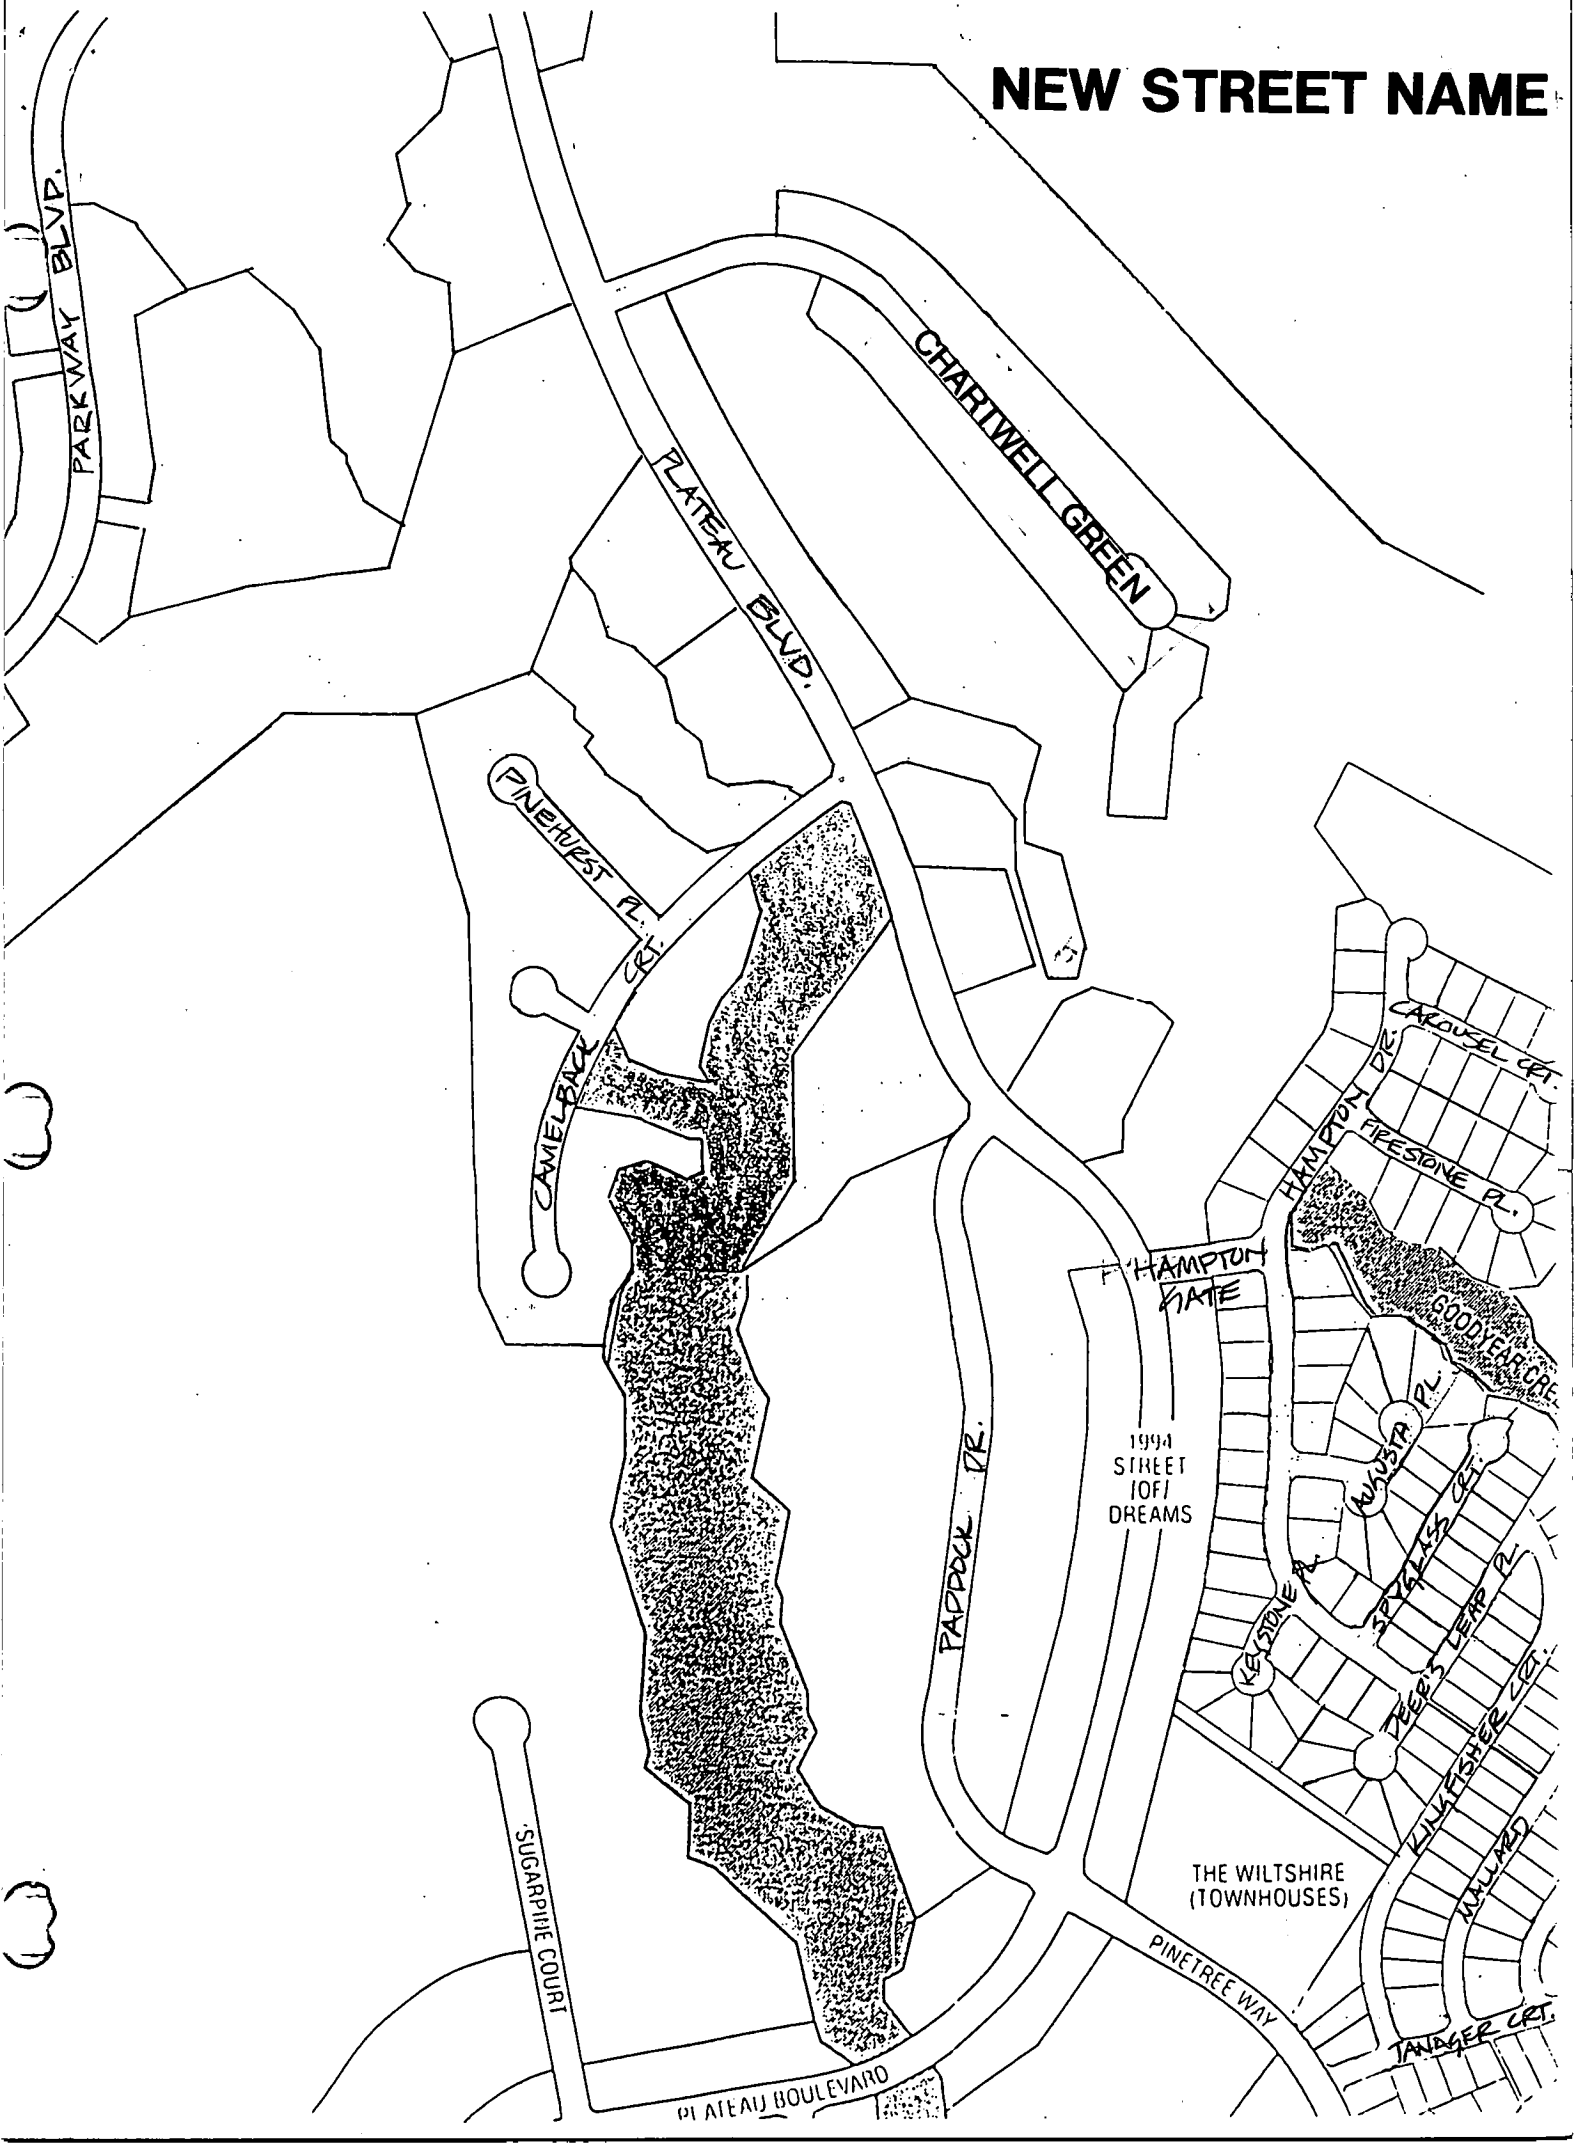 NEW STREET NAME
PARKWAY BLVD.
CHARTWELL GREEN
PLATEAU BLVD.
PINEHURST PL.
CAMELBACK CRT.
CAROUSEL CRT.
HAMPTON DR.
FIRESTONE PL.
HAMPTON
GATE
GOODYEAR CRE
AUGUSTA PL.
1994
STREET
[OF]
DREAMS
SPYGLASS CRT.
PADDOCK DR.
KEYSTONE PL.
DEER'S LEAP PL
KINGFISHER CRT.
MALLARD
SUGARPINE COURT
THE WILTSHIRE
(TOWNHOUSES)
PINETREE WAY
TANAGER CRT.
PLATEAU BOULEVARD